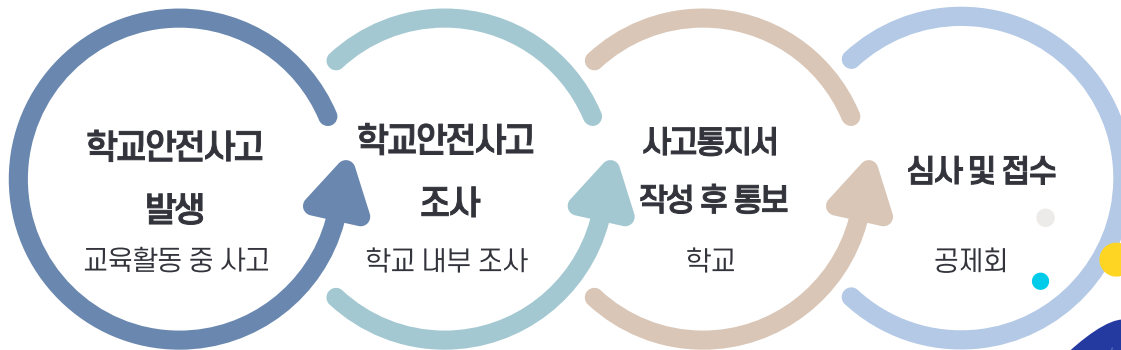 학교안전사고
발생
교육활동 중 사고
학교안전사고
조사
학교 내부 조사
사고통지서
작성 후 통보
학교
심사 및 접수
공제회